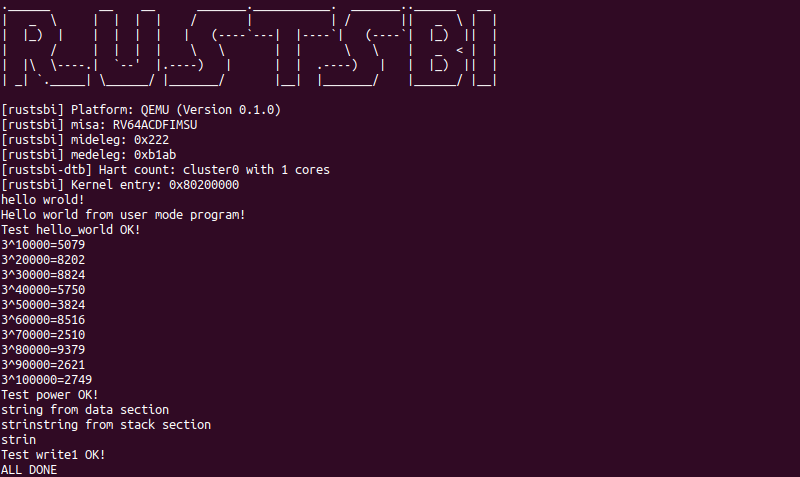 RUSTSBI
[rustsbi] Platform: QEMU (Version 0.1.0)
[rustsbi] misa: RV64ACDFIMSU
[rustsbi] mideleg: 0x222
[rustsbi] medeleg: 0xb1ab
[rustsbi-dtb] Hart count: cluster0 with 1 cores
[rustsbi] Kernel entry: 0x80200000
hello wrold!
Hello world from user mode program!
Test hello_world OK!
3^10000=5079
3^20000=8202
3^30000=8824
3^40000=5750
3^50000=3824
3^60000=8516
3^70000=2510
3^80000=9379
3^90000=2621
3^100000=2749
Test power OK!
string from data section
strinstring from stack section
strin
Test write1 OK!
ALL DONE